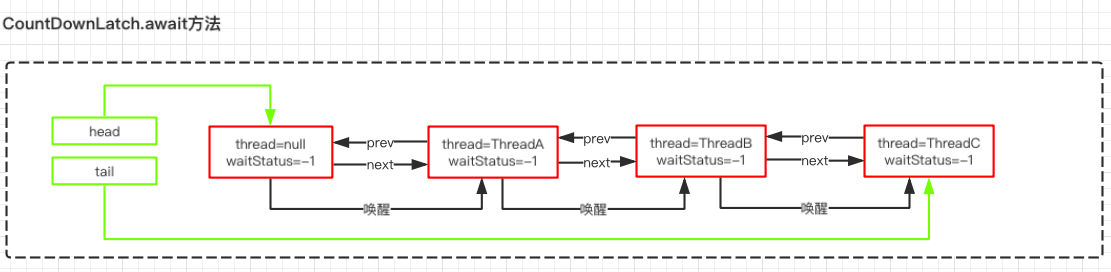 CountDownLatch.await方法
head
tail
thread=null
waitStatus=-1
prev
next
thread=ThreadA
waitStatus=-1
prev
next
thread=ThreadB
waitStatus=-1
prev
next
thread=ThreadC
waitStatus=-1
唤醒
唤醒
唤醒